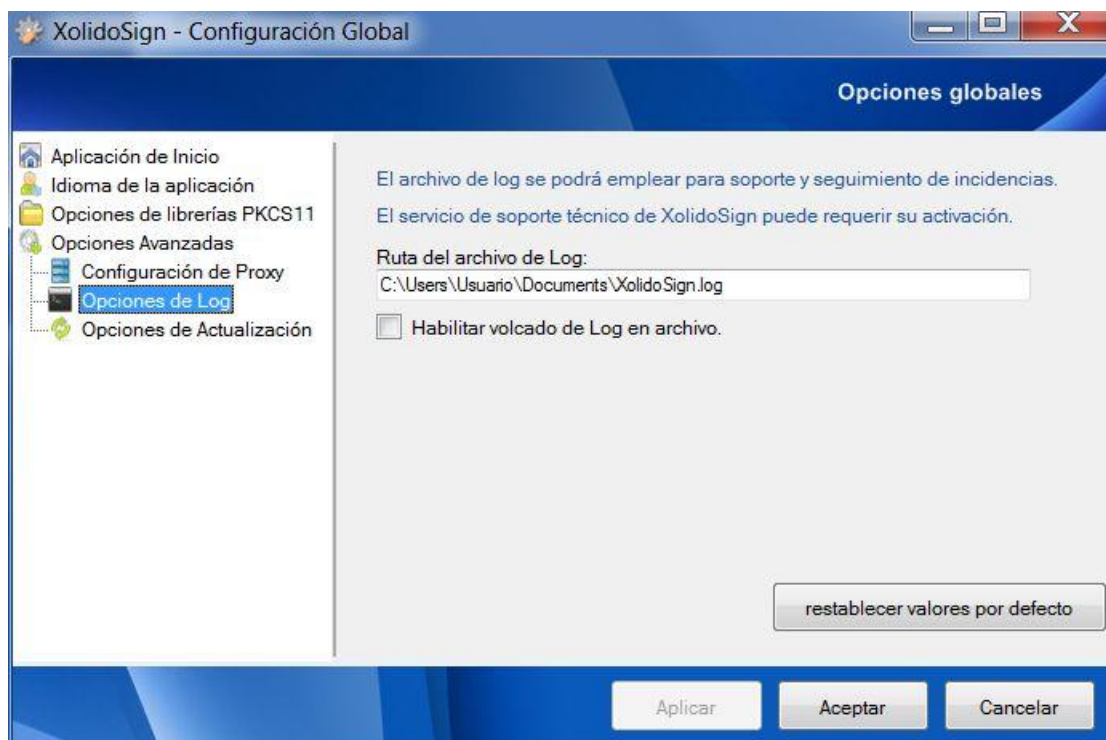 XolidoSign - Configuración Global
Opciones globales
Aplicación de Inicio
Idioma de la aplicación
Opciones de librerías PKCS11
Opciones Avanzadas
Configuración de Proxy
Opciones de Log
Opciones de Actualización
El archivo de log se podrá emplear para soporte y seguimiento de incidencias.
El servicio de soporte técnico de XolidoSign puede requerir su activación.
Ruta del archivo de Log:
C:\Users\Usuario\Documents\XolidoSign.log
Habilitar volcado de Log en archivo.
restablecer valores por defecto
Aplicar
Aceptar
Cancelar